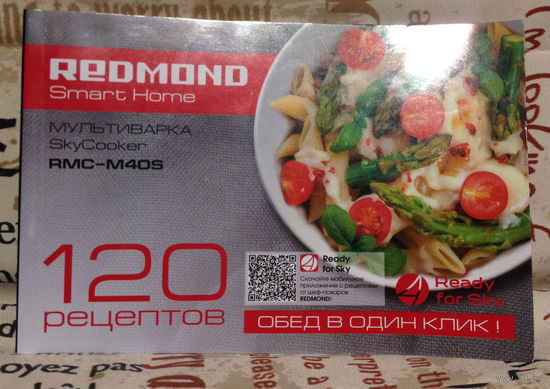 REDMOND
Smart Home
МУЛЬТИВАРКА
SkyCooker
RMC-M40S
120
рецептов
Ready
for Sky
Скачайте мобильное
приложение с рецептами
от шеф-поваров
REDMOND!
Ready
for Sky
ОБЕД В ОДИН КЛИК !